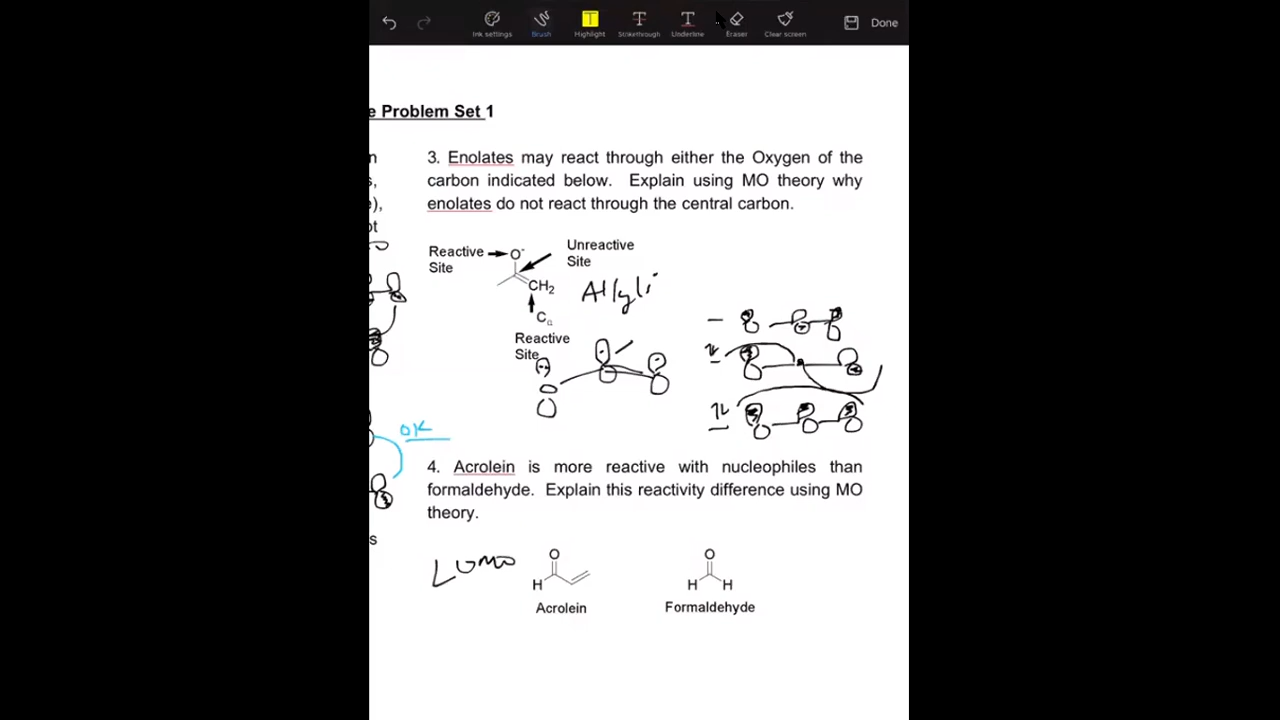 Ink settings Brush Highlight Strikethrough Underline Eraser Clear screen Done
e Problem Set 1
n
s,
e),
pt
s
3. Enolates may react through either the Oxygen of the
carbon indicated below. Explain using MO theory why
enolates do not react through the central carbon.
Reactive
Site
O-
Unreactive
Site
CH2
Allyli
Cα
Reactive
Site
OK
4. Acrolein is more reactive with nucleophiles than
formaldehyde. Explain this reactivity difference using MO
theory.
LUMO
O
H
Acrolein
O
H H
Formaldehyde